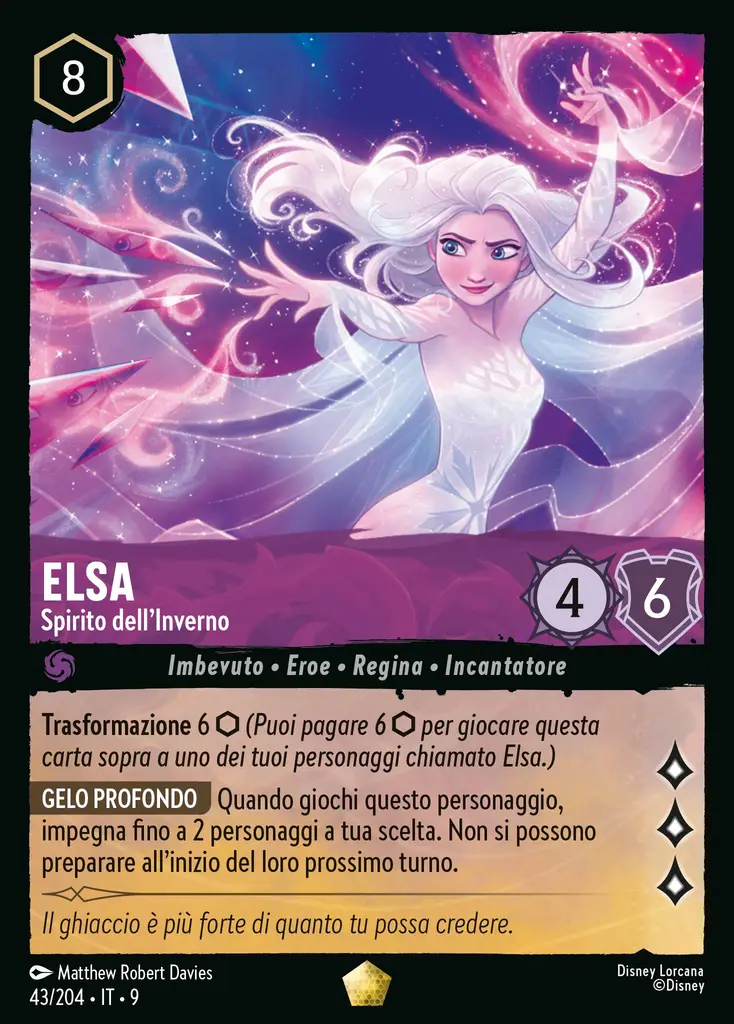 8
ELSA
Spirito dell'Inverno
4
6
Imbevuto • Eroe • Regina • Incantatore
Trasformazione 6 ⬡ (Puoi pagare 6 ⬡ per giocare questa
carta sopra a uno dei tuoi personaggi chiamato Elsa.)
GELO PROFONDO Quando giochi questo personaggio,
impegna fino a 2 personaggi a tua scelta. Non si possono
preparare all'inizio del loro prossimo turno.
Il ghiaccio è più forte di quanto tu possa credere.
Matthew Robert Davies
43/204 • IT • 9
Disney Lorcana
©Disney